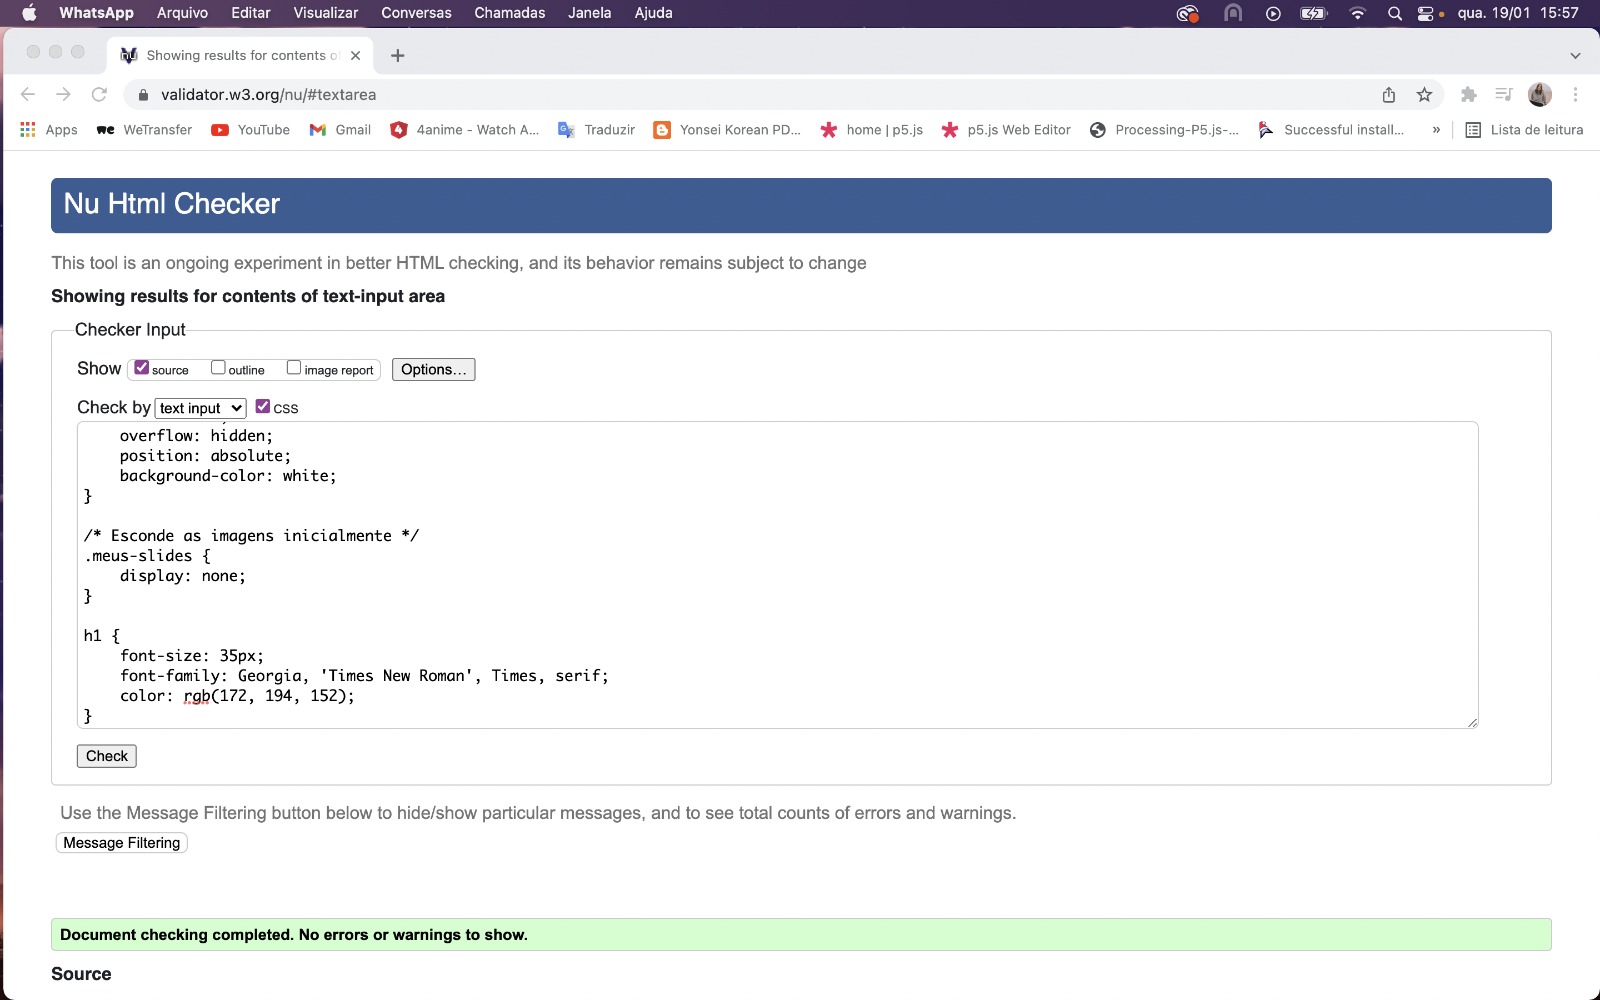 WhatsApp Arquivo Editar Visualizar Conversas Chamadas Janela Ajuda qua. 19/01 15:57
Showing results for contents of
validator.w3.org/nu/#textarea
Apps WeTransfer YouTube Gmail 4anime - Watch A... Traduzir Yonsei Korean PD... home | p5.js p5.js Web Editor Processing-P5.js-... Successful install... » Lista de leitura
Nu Html Checker
This tool is an ongoing experiment in better HTML checking, and its behavior remains subject to change
Showing results for contents of text-input area
Checker Input
Show source outline image report Options...
Check by text input css
overflow: hidden;
position: absolute;
background-color: white;
}
/* Esconde as imagens inicialmente */
.meus-slides {
display: none;
}
h1 {
font-size: 35px;
font-family: Georgia, 'Times New Roman', Times, serif;
color: rgb(172, 194, 152);
}
Check
Use the Message Filtering button below to hide/show particular messages, and to see total counts of errors and warnings.
Message Filtering
Document checking completed. No errors or warnings to show.
Source